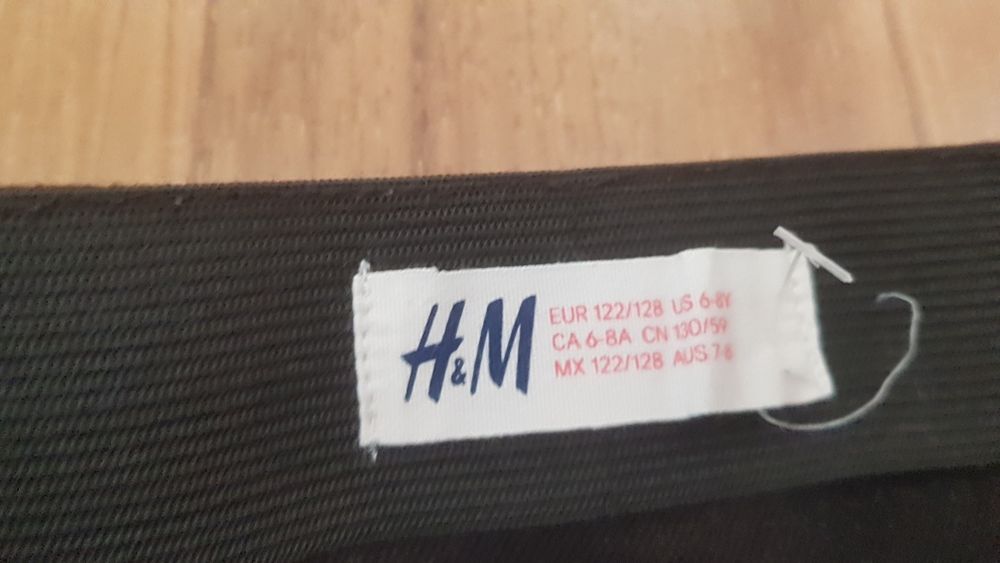 H&M
EUR 122/128 US 6-8Y
CA 6-8A CN 130/59
MX 122/128 AUS 7-8